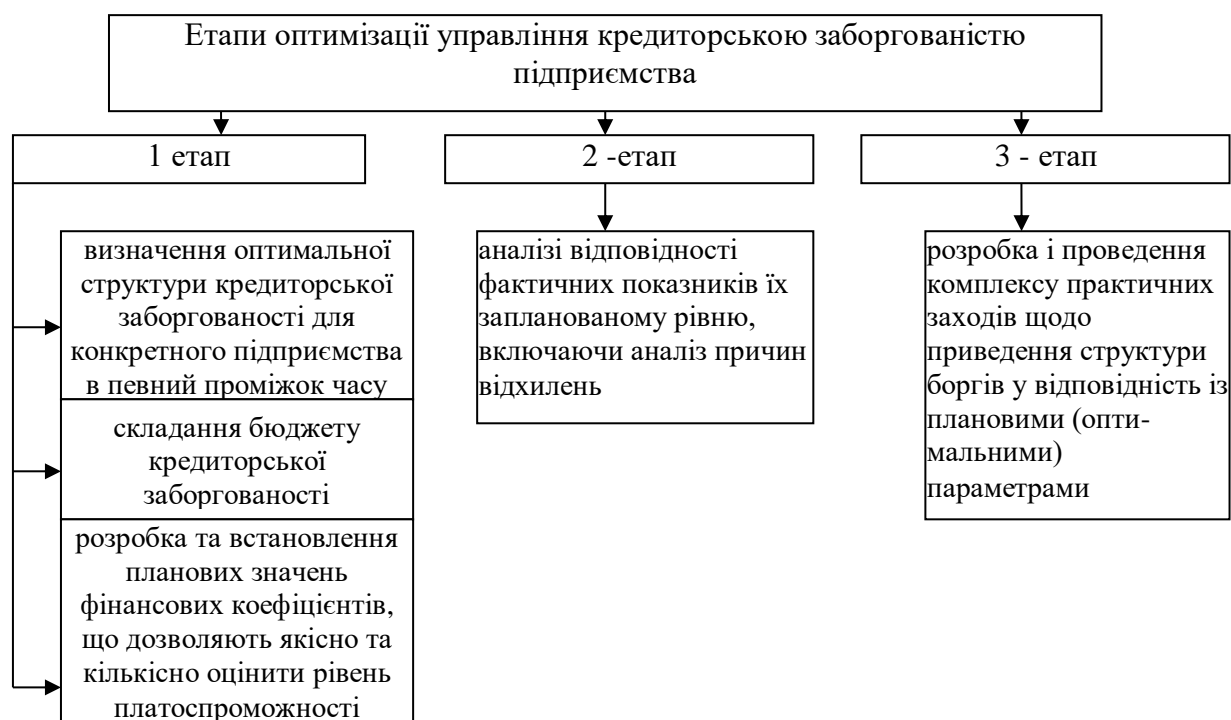 Етапи оптимізації управління кредиторською заборгованістю
підприємства
1 етап
2 -етап
3 - етап
визначення оптимальної
структури кредиторської
заборгованості для
конкретного підприємства
в певний проміжок часу
складання бюджету
кредиторської
заборгованості
розробка та встановлення
планових значень
фінансових коефіцієнтів,
що дозволяють якісно та
кількісно оцінити рівень
платоспроможності
аналізі відповідності
фактичних показників їх
запланованому рівню,
включаючи аналіз причин
відхилень
розробка і проведення
комплексу практичних
заходів щодо
приведення структури
боргів у відповідність із
плановими (опти-
мальними)
параметрами